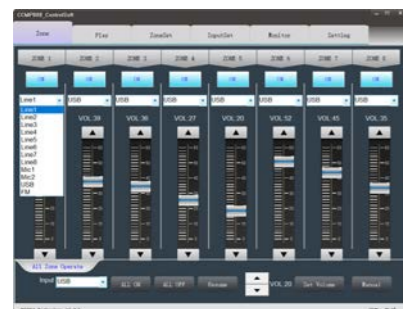 Zone Play ZoneSet InputSet Monitor Setting
ZONE 1 ZONE 2 ZONE 3 ZONE 4 ZONE 5 ZONE 6 ZONE 7 ZONE 8
ON ON ON ON ON ON ON ON
Line1 USB USB USB USB USB USB USB
Line1
Line2
Line3
Line4
Line5
Line6
Line7
Line8
Mic1
Mic2
USB
FM
VOL:39 VOL:36 VOL:27 VOL:20 VOL:52 VOL:45 VOL:35
All Zone Operate
Input USB ALL ON ALL OFF Resume VOL:20 Set Volume Manual